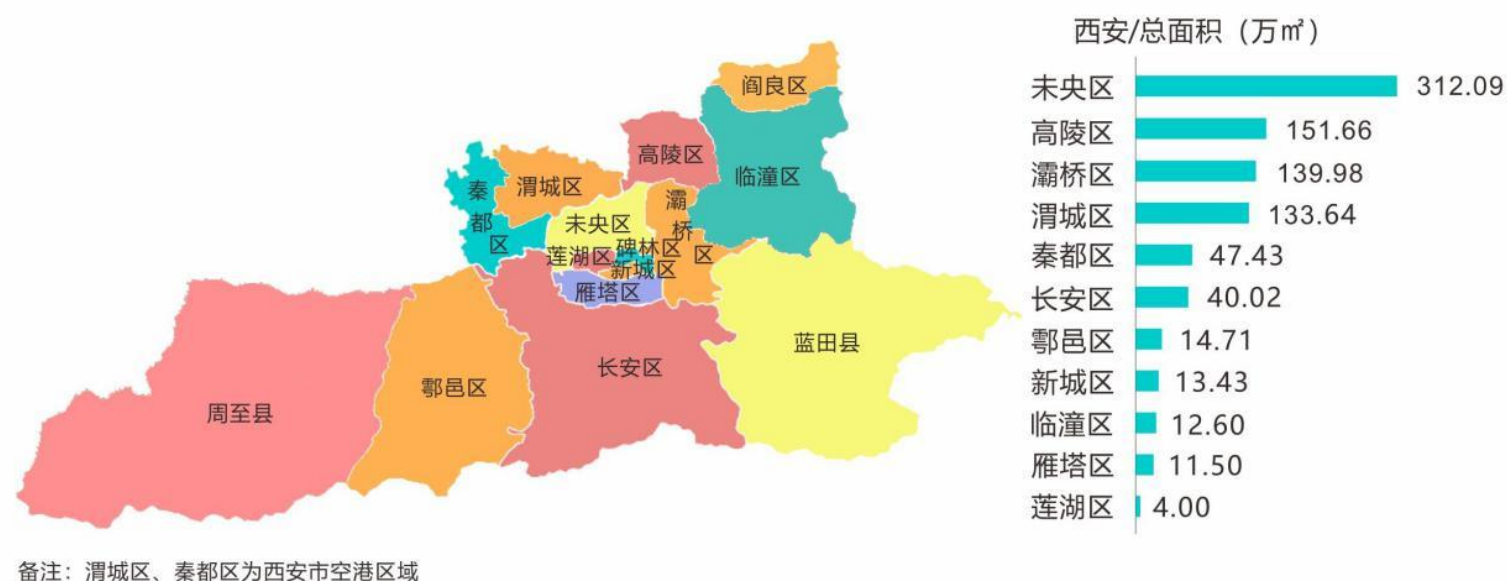 西安/总面积（万㎡）
未央区 312.09
高陵区 151.66
灞桥区 139.98
渭城区 133.64
秦都区 47.43
长安区 40.02
鄠邑区 14.71
新城区 13.43
临潼区 12.60
雁塔区 11.50
莲湖区 4.00
阎良区
高陵区
临潼区
渭城区
秦都区
灞桥区
未央区
碑林区
莲湖区
新城区
雁塔区
蓝田县
长安区
鄠邑区
周至县
备注：渭城区、秦都区为西安市空港区域